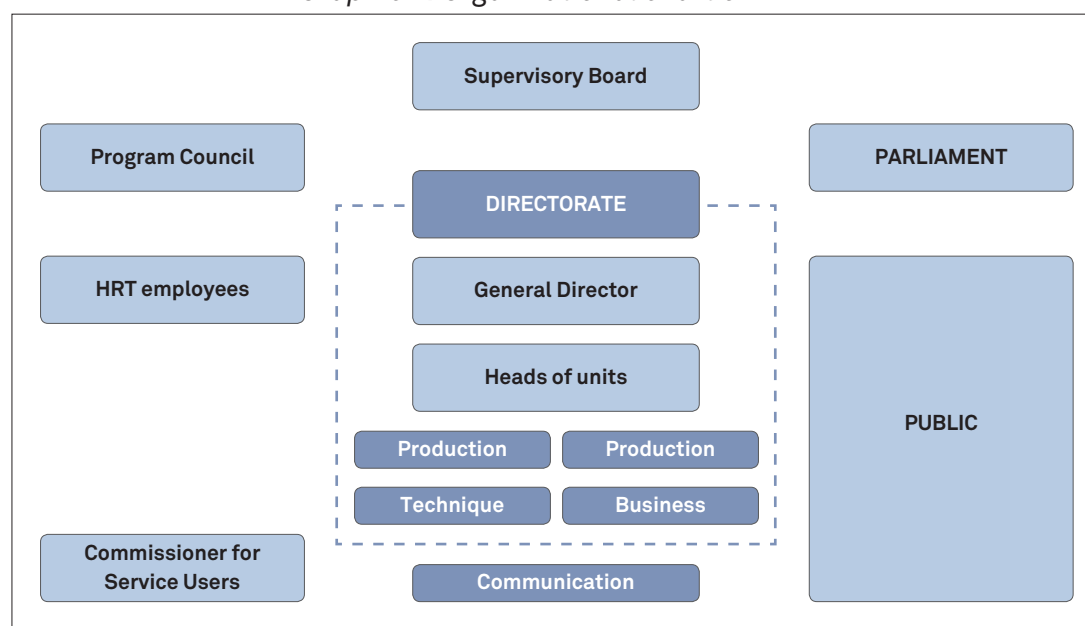 Supervisory Board
Program Council
PARLIAMENT
DIRECTORATE
HRT employees
General Director
Heads of units
PUBLIC
Production
Production
Technique
Business
Commissioner for
Service Users
Communication